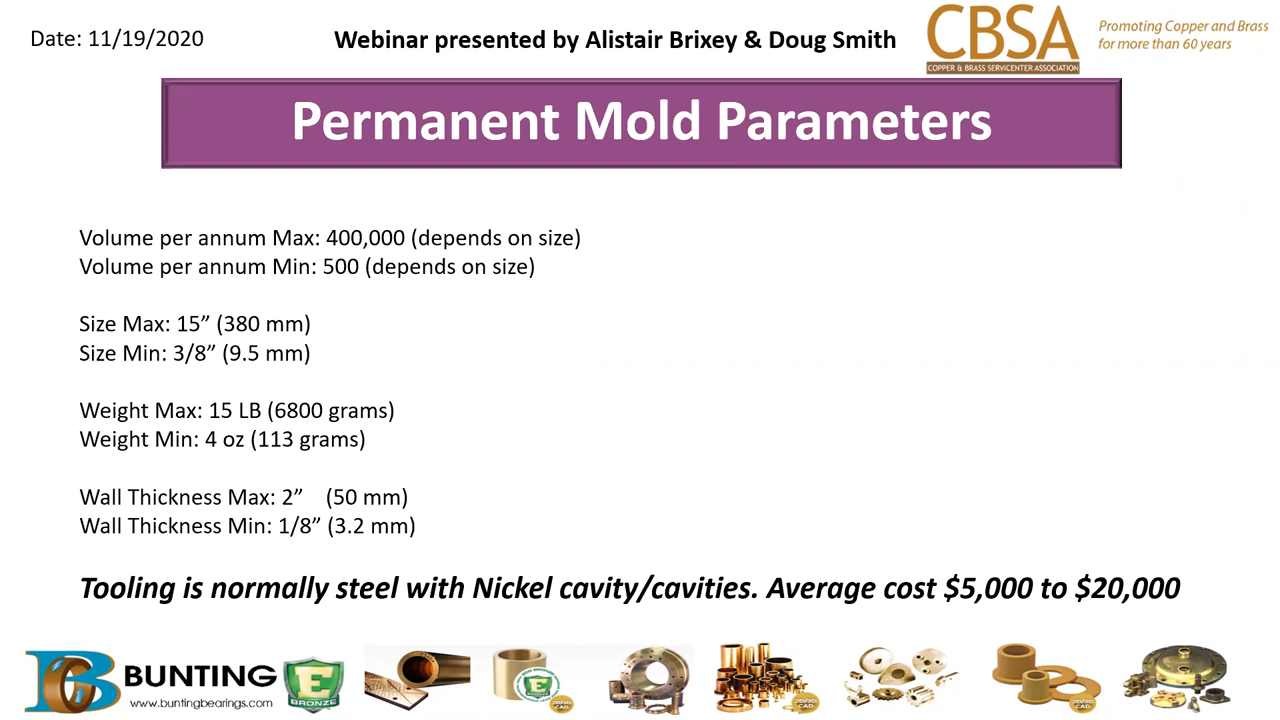 Date: 11/19/2020
Webinar presented by Alistair Brixey & Doug Smith
CBSA
COPPER & BRASS SERVICENTER ASSOCIATION
Promoting Copper and Brass
for more than 60 years
Permanent Mold Parameters
Volume per annum Max: 400,000 (depends on size)
Volume per annum Min: 500 (depends on size)
Size Max: 15” (380 mm)
Size Min: 3/8” (9.5 mm)
Weight Max: 15 LB (6800 grams)
Weight Min: 4 oz (113 grams)
Wall Thickness Max: 2” (50 mm)
Wall Thickness Min: 1/8” (3.2 mm)
Tooling is normally steel with Nickel cavity/cavities. Average cost $5,000 to $20,000
BUNTING
www.buntingbearings.com
E
BRONZE